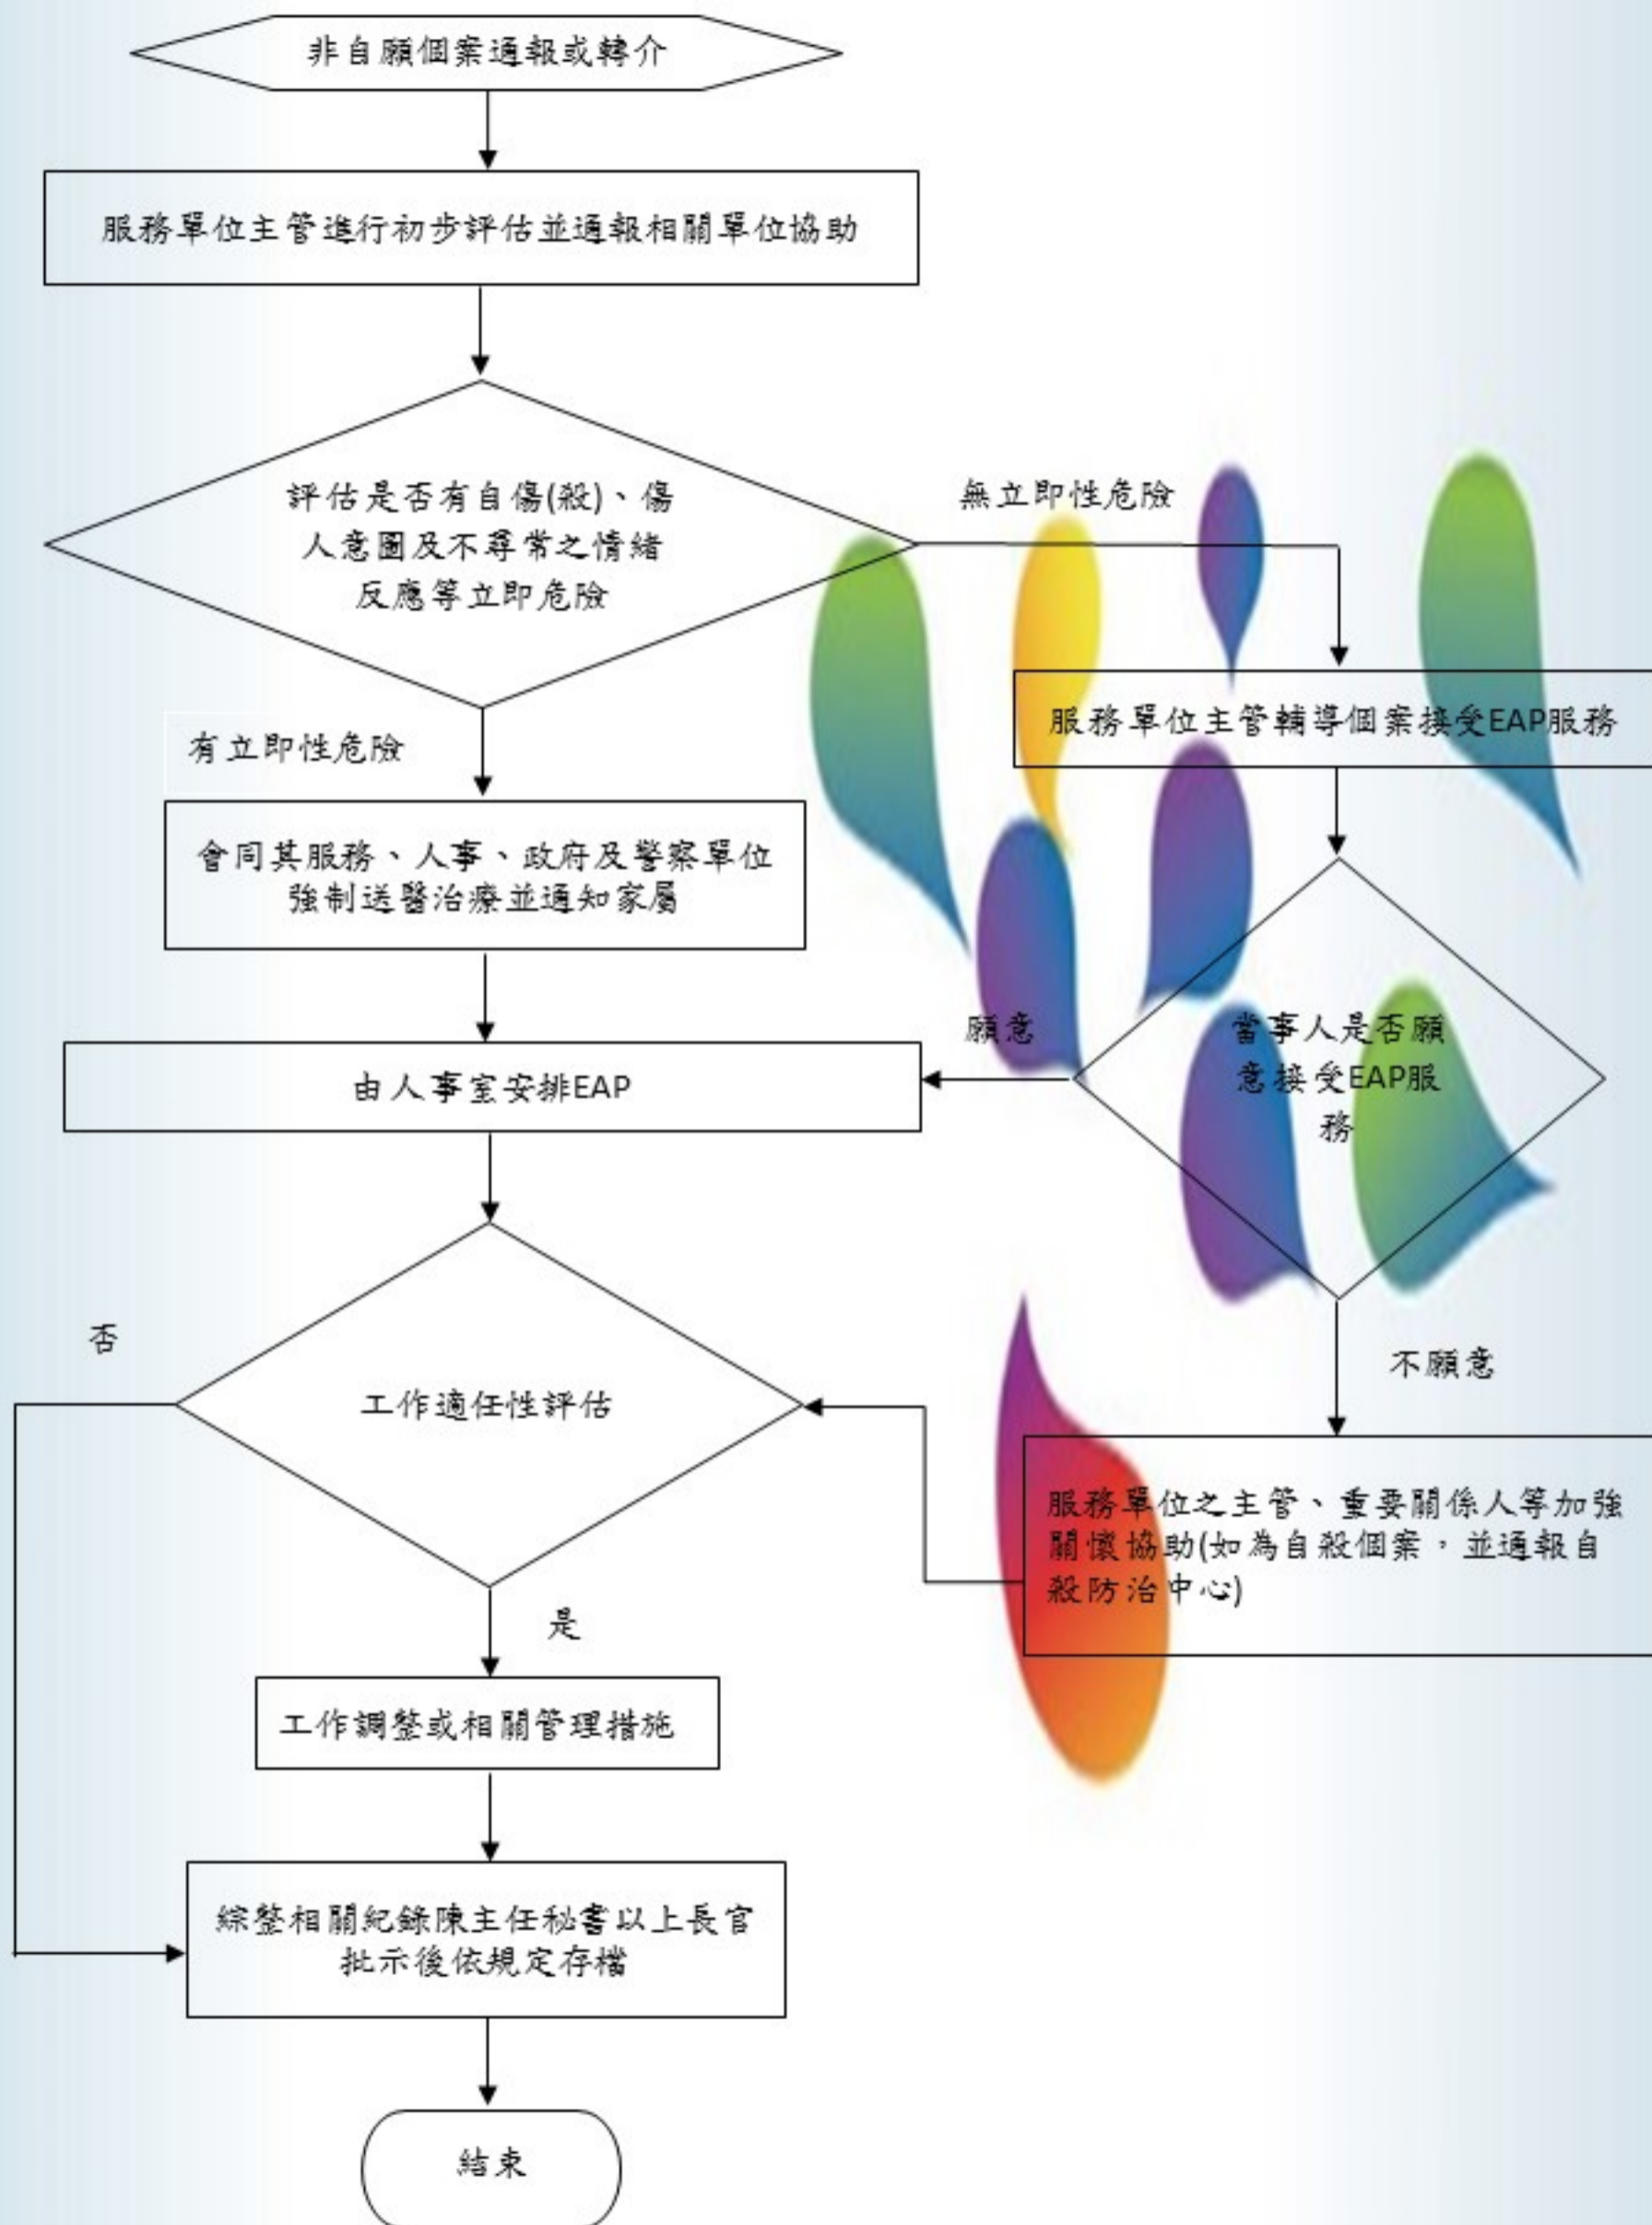 非自願個案通報或轉介
服務單位主管進行初步評估並通報相關單位協助
評估是否有自傷(殺)、傷
人意圖及不尋常之情緒
反應等立即危險
無立即性危險
服務單位主管輔導個案接受EAP服務
有立即性危險
會同其服務、人事、政府及警察單位
強制送醫治療並通知家屬
願意
當事人是否願
意接受EAP服
務
由人事室安排EAP
不願意
否
工作適任性評估
服務單位之主管、重要關係人等加強
關懷協助(如為自殺個案，並通報自
殺防治中心)
是
工作調整或相關管理措施
綜整相關紀錄陳主任秘書以上長官
批示後依規定存檔
結束